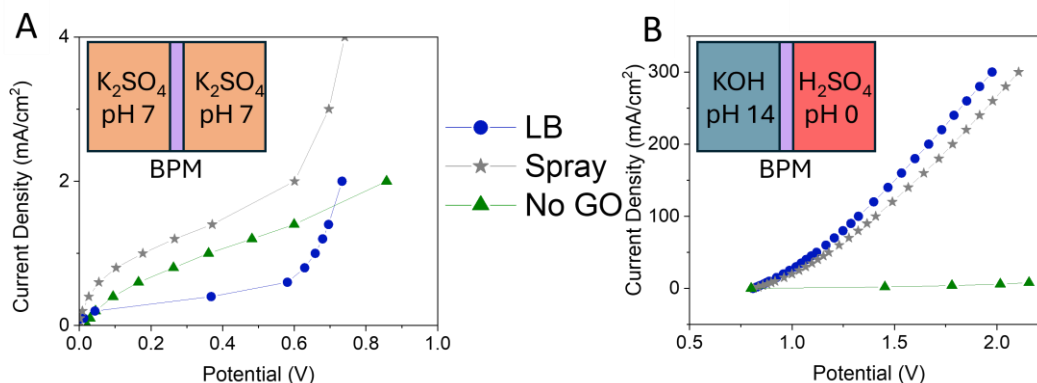 A
Current Density (mA/cm²)
4
2
0
K₂SO₄
pH 7
K₂SO₄
pH 7
BPM
0.0 0.2 0.4 0.6 0.8 1.0
Potential (V)
LB
Spray
No GO
B
Current Density (mA/cm²)
300
200
100
0
KOH
pH 14
H₂SO₄
pH 0
BPM
0.5 1.0 1.5 2.0
Potential (V)